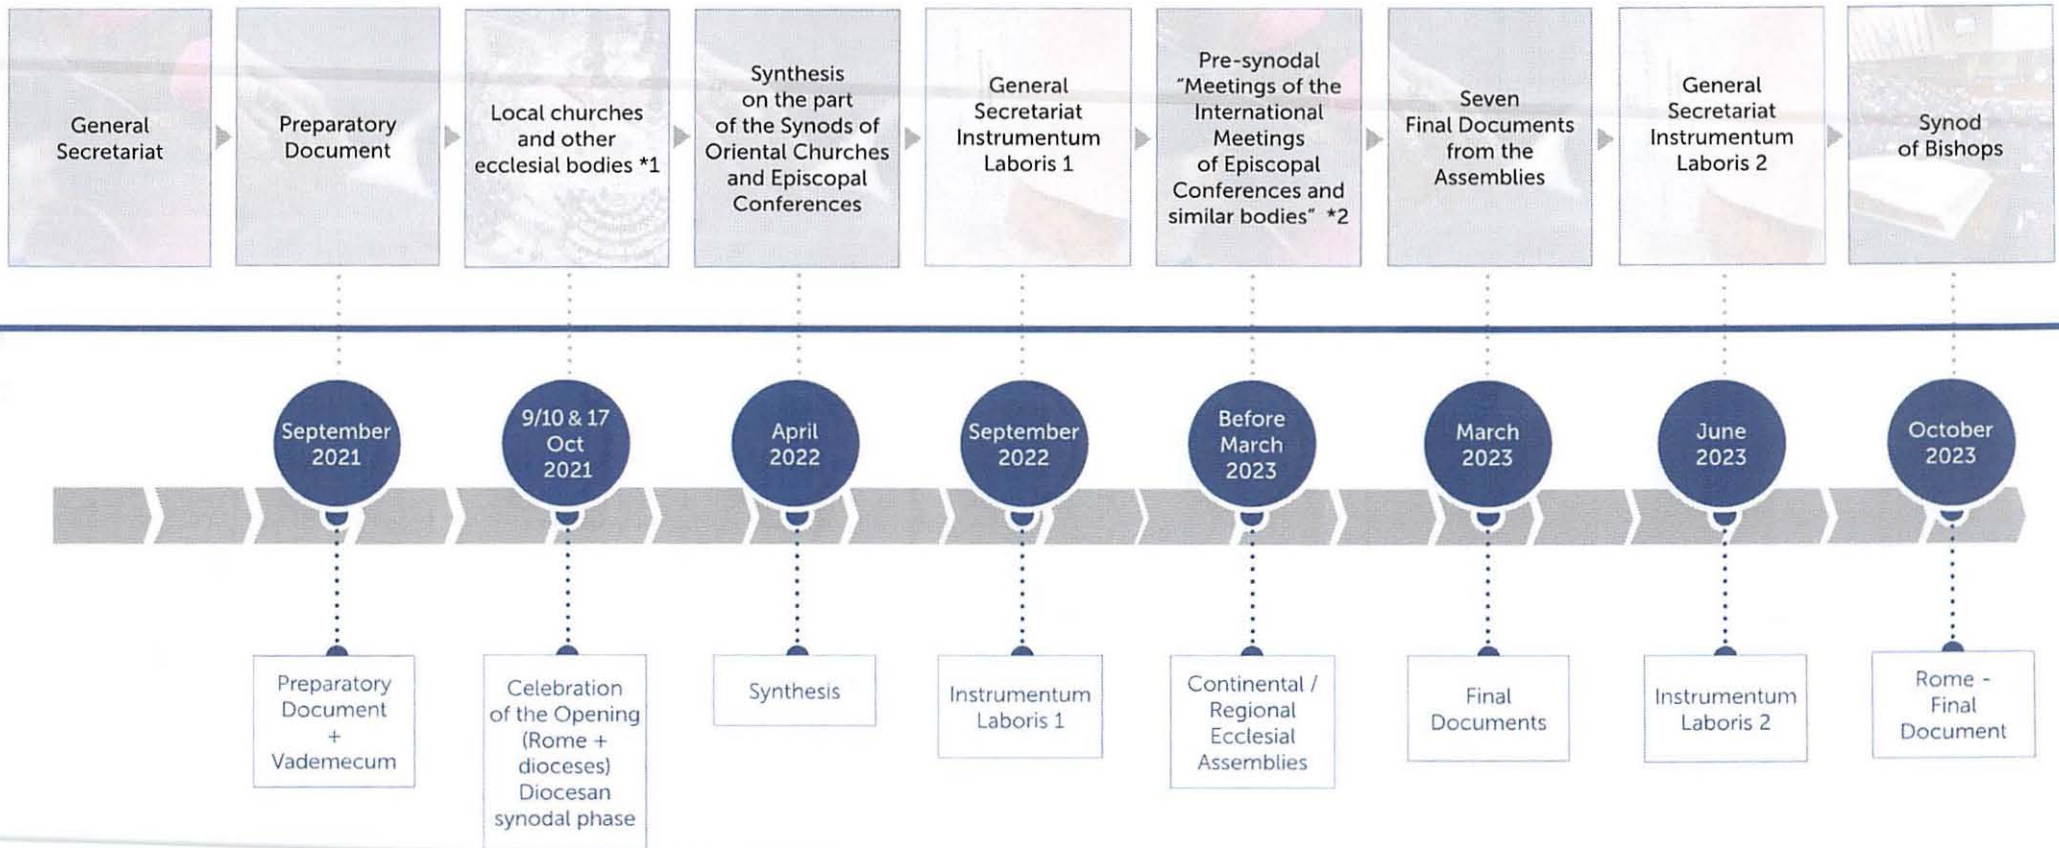 General
Secretariat
Preparatory
Document
Local churches
and other
ecclesial bodies *1
Synthesis
on the part
of the Synods of
Oriental Churches
and Episcopal
Conferences
General
Secretariat
Instrumentum
Laboris 1
Pre-synodal
“Meetings of the
International
Meetings
of Episcopal
Conferences and
similar bodies” *2
Seven
Final Documents
from the
Assemblies
General
Secretariat
Instrumentum
Laboris 2
Synod
of Bishops
September
2021
9/10 & 17
Oct
2021
April
2022
September
2022
Before
March
2023
March
2023
June
2023
October
2023
Preparatory
Document
+
Vademecum
Celebration
of the Opening
(Rome +
dioceses)
Diocesan
synodal phase
Synthesis
Instrumentum
Laboris 1
Continental /
Regional
Ecclesial
Assemblies
Final
Documents
Instrumentum
Laboris 2
Rome -
Final
Document